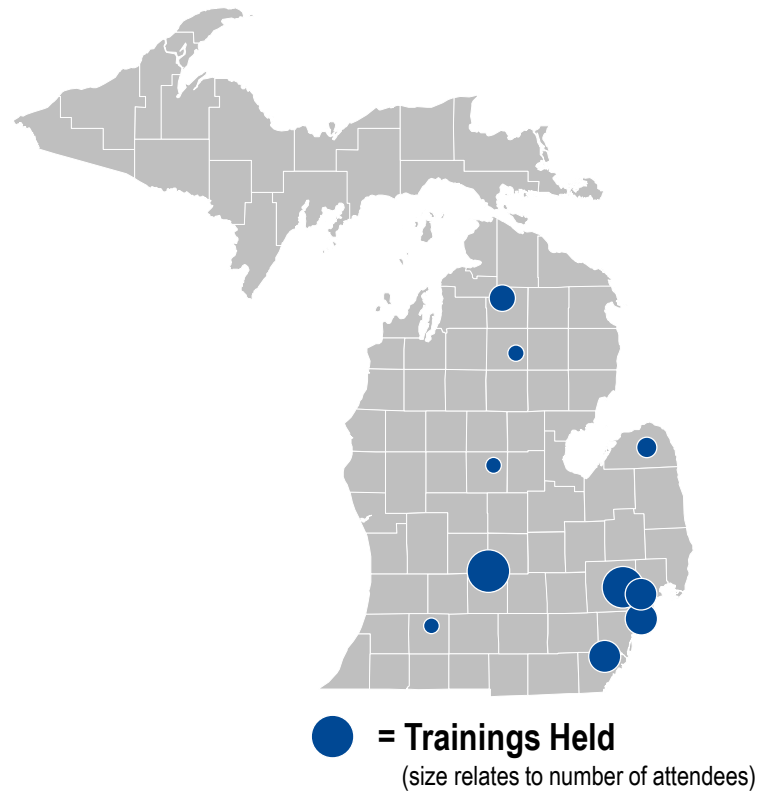 = Trainings Held
(size relates to number of attendees)